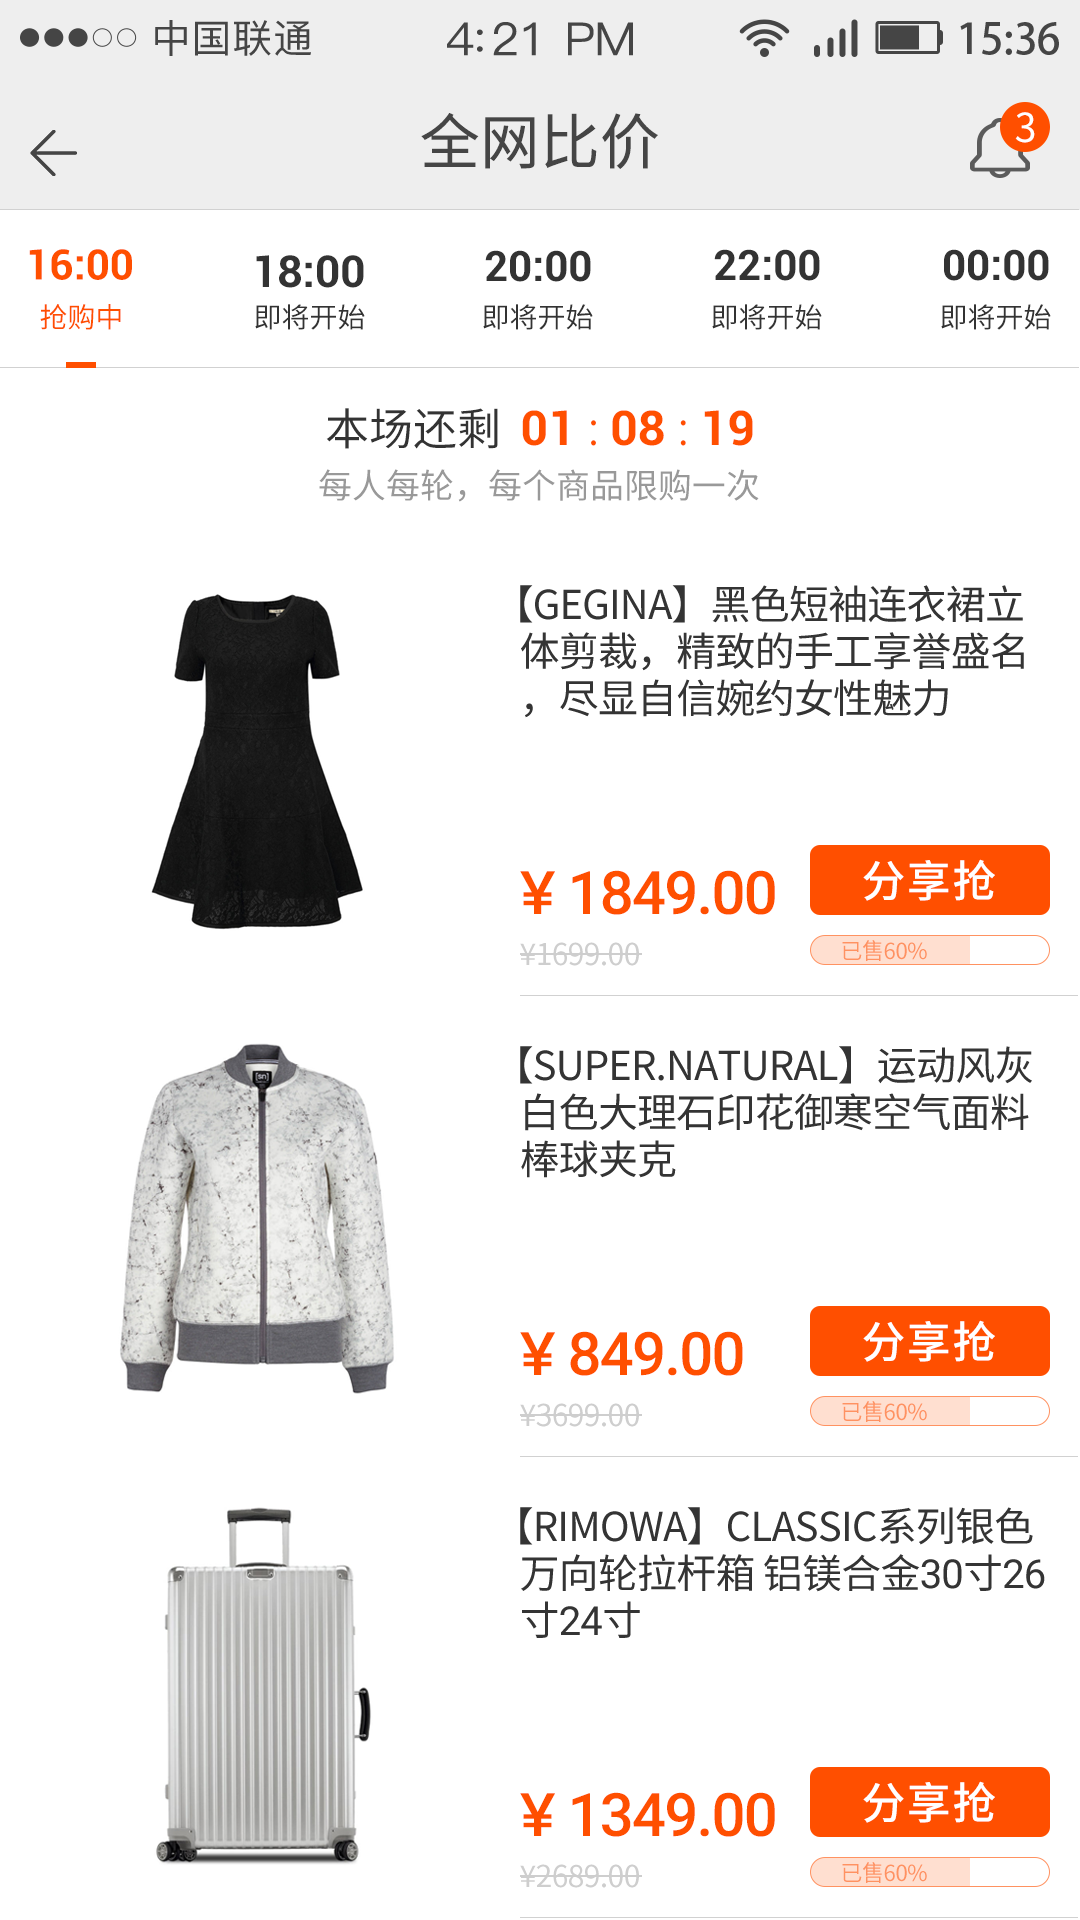 中国联通 4:21 PM 15:36
全网比价 3
16:00 18:00 20:00 22:00 00:00
抢购中 即将开始 即将开始 即将开始 即将开始
本场还剩 01 : 08 : 19
每人每轮，每个商品限购一次
【GEGINA】黑色短袖连衣裙立
体剪裁，精致的手工享誉盛名
，尽显自信婉约女性魅力
¥ 1849.00 分享抢
¥1699.00 已售60%
【SUPER.NATURAL】运动风灰
白色大理石印花御寒空气面料
棒球夹克
[sn]
¥ 849.00 分享抢
¥3699.00 已售60%
【RIMOWA】CLASSIC系列银色
万向轮拉杆箱 铝镁合金30寸26
寸24寸
¥ 1349.00 分享抢
¥2689.00 已售60%